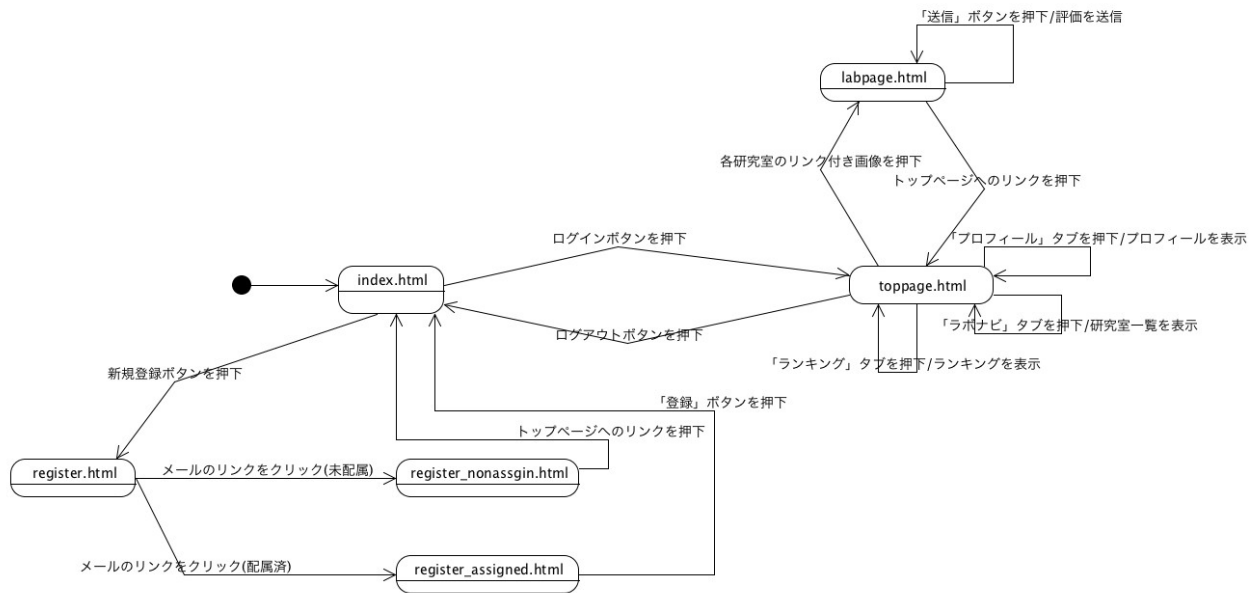 「送信」ボタンを押下/評価を送信
labpage.html
各研究室のリンク付き画像を押下
トップページへのリンクを押下
ログインボタンを押下
「プロフィール」タブを押下/プロフィールを表示
index.html
toppage.html
ログアウトボタンを押下
「ラボナビ」タブを押下/研究室一覧を表示
「ランキング」タブを押下/ランキングを表示
新規登録ボタンを押下
「登録」ボタンを押下
トップページへのリンクを押下
register.html
メールのリンクをクリック(未配属)
register_nonassgin.html
メールのリンクをクリック(配属済)
register_assigned.html